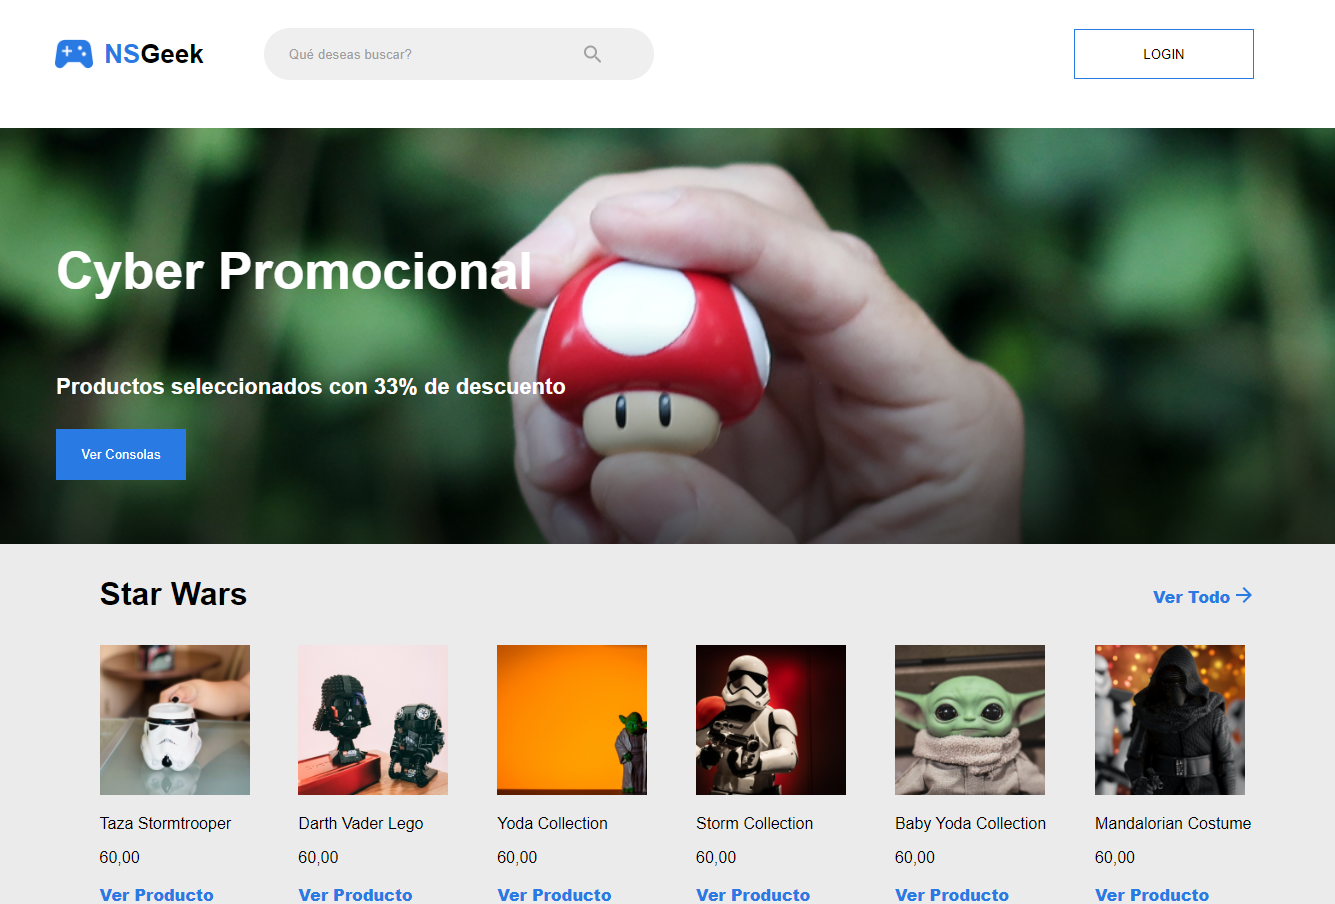 NSGeek
Qué deseas buscar?
LOGIN
Cyber Promocional
Productos seleccionados con 33% de descuento
Ver Consolas
Star Wars
Ver Todo
Taza Stormtrooper
60,00
Ver Producto
Darth Vader Lego
60,00
Ver Producto
Yoda Collection
60,00
Ver Producto
Storm Collection
60,00
Ver Producto
Baby Yoda Collection
60,00
Ver Producto
Mandalorian Costume
60,00
Ver Producto